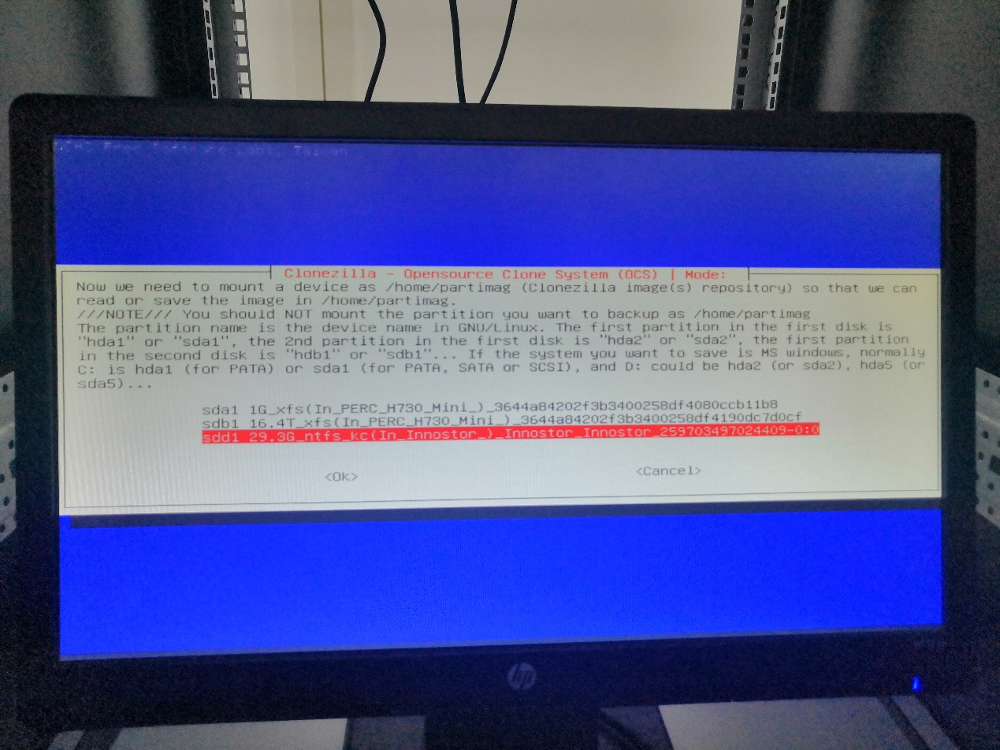 Taiwan
Clonezilla - Opensource Clone System (OCS) | Mode:
Now we need to mount a device as /home/partimag (Clonezilla image(s) repository) so that we can
read or save the image in /home/partimag.
///NOTE/// You should NOT mount the partition you want to backup as /home/partimag
The partition name is the device name in GNU/Linux. The first partition in the first disk is
"hda1" or "sda1", the 2nd partition in the first disk is "hda2" or "sda2", the first partition
in the second disk is "hdb1" or "sdb1"... If the system you want to save is MS windows, normally
C: is hda1 (for PATA) or sda1 (for PATA, SATA or SCSI), and D: could be hda2 (or sda2), hda5 (or
sda5)...
sda1 1G_xfs(In_PERC_H730_Mini_)_3644a84202f3b3400258df4080ccb11b8
sdb1 16.4T_xfs(In_PERC_H730_Mini_)_3644a84202f3b3400258df4190dc7d0cf
sdd1 29.3G_ntfs_kc(In_Innostor_)_Innostor_Innostor_259703497024409-0:0
<Ok> <Cancel>
hp